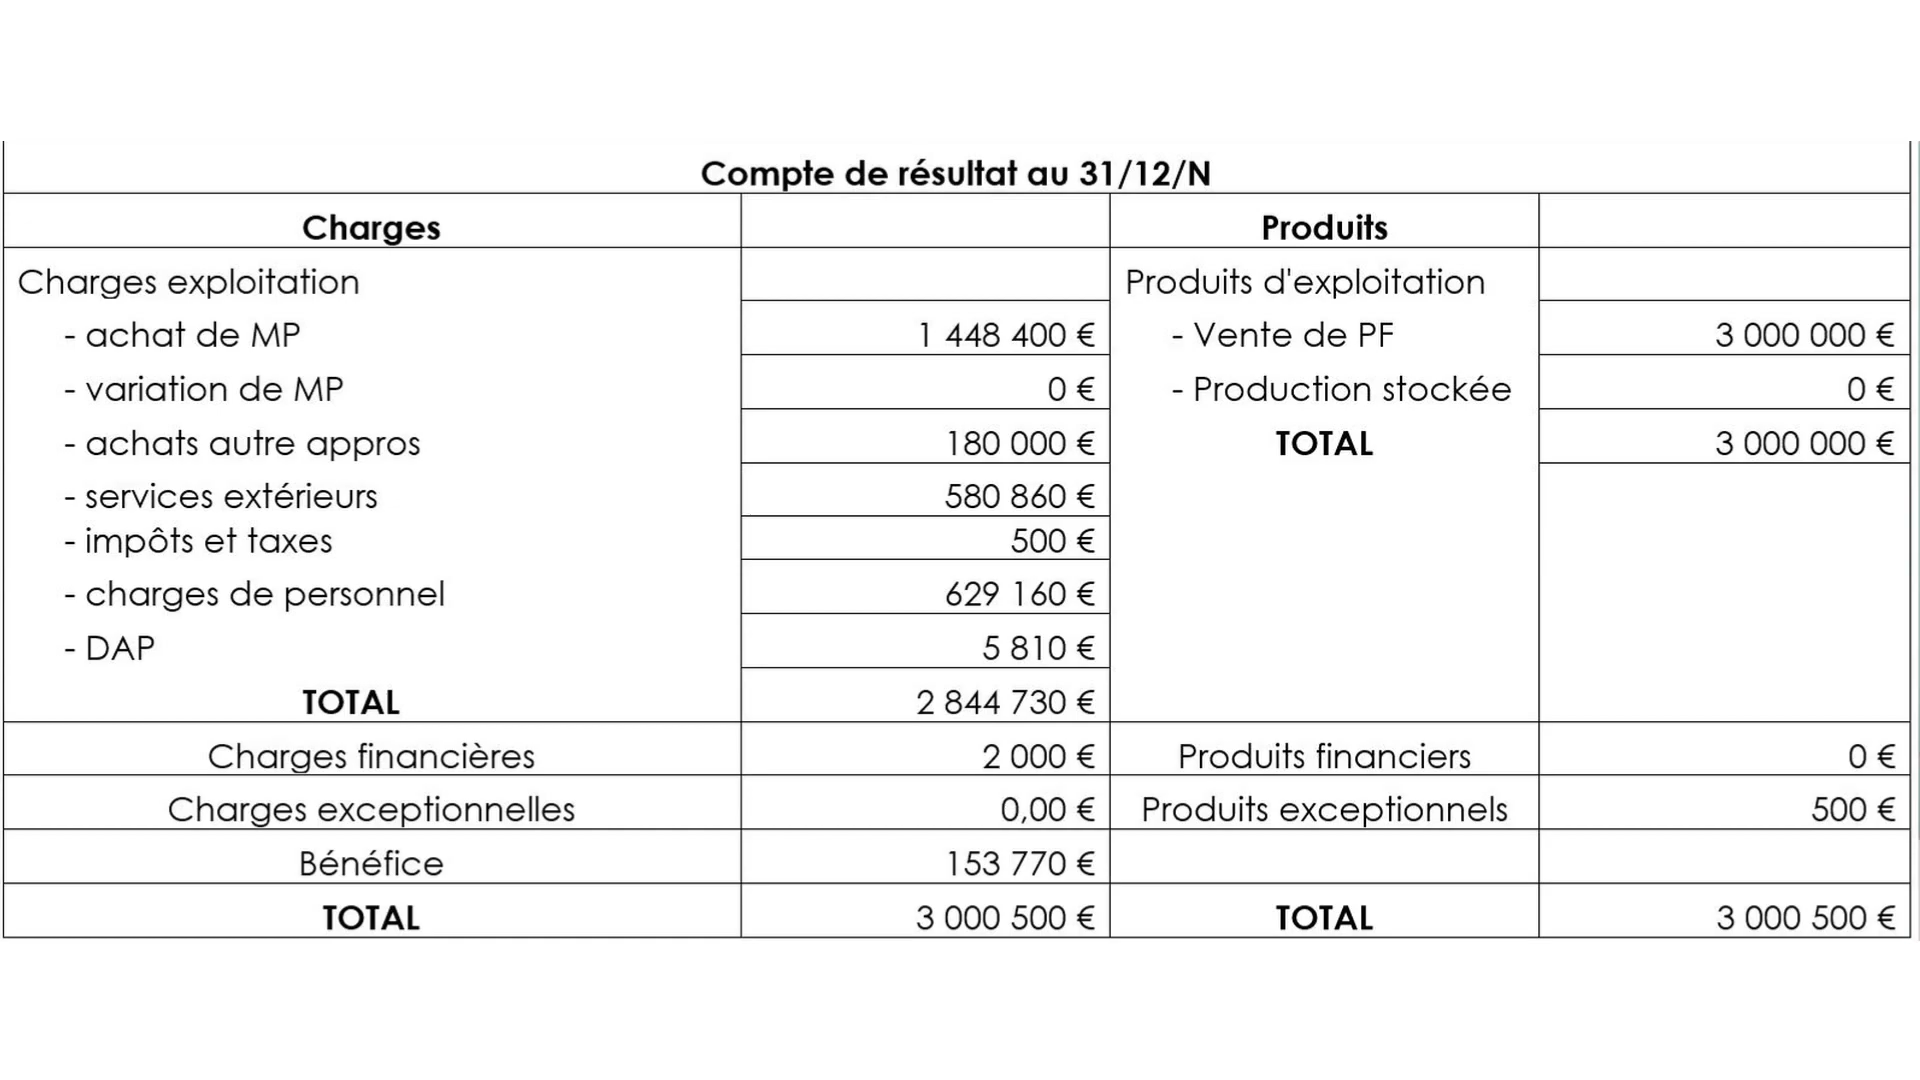 Compte de résultat au 31/12/N
Charges Produits
Charges exploitation Produits d'exploitation
- achat de MP 1 448 400 € - Vente de PF 3 000 000 €
- variation de MP 0 € - Production stockée 0 €
- achats autre appros 180 000 € TOTAL 3 000 000 €
- services extérieurs 580 860 €
- impôts et taxes 500 €
- charges de personnel 629 160 €
- DAP 5 810 €
TOTAL 2 844 730 €
Charges financières 2 000 € Produits financiers 0 €
Charges exceptionnelles 0,00 € Produits exceptionnels 500 €
Bénéfice 153 770 €
TOTAL 3 000 500 € TOTAL 3 000 500 €